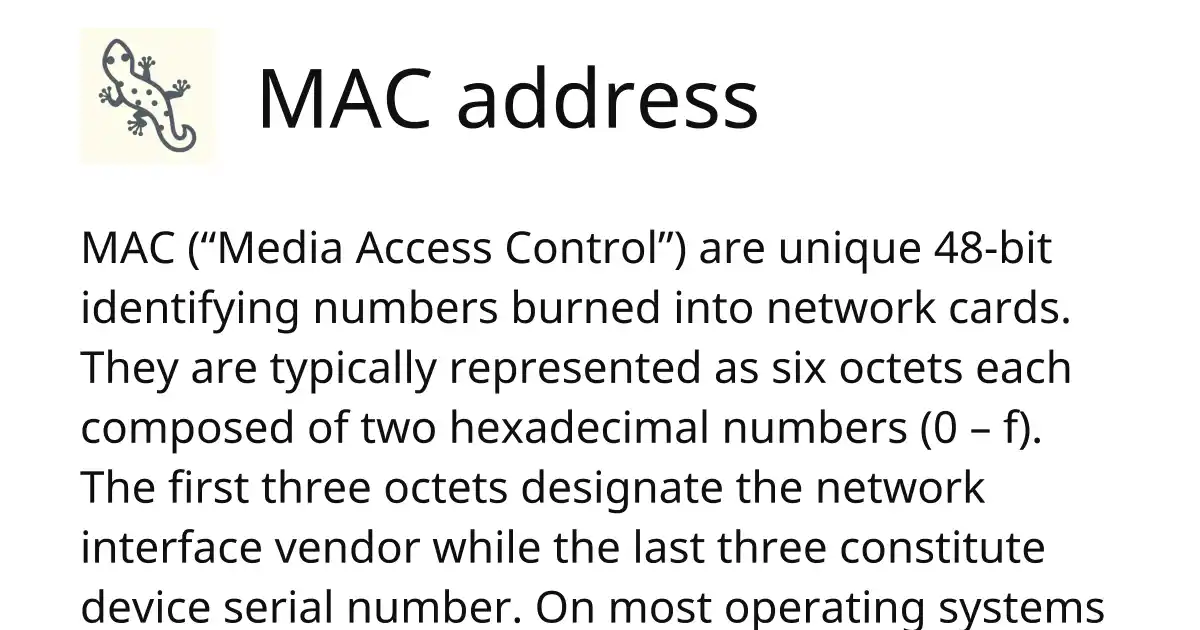 MAC address
MAC (“Media Access Control”) are unique 48-bit
identifying numbers burned into network cards.
They are typically represented as six octets each
composed of two hexadecimal numbers (0 – f).
The first three octets designate the network
interface vendor while the last three constitute
device serial number. On most operating systems